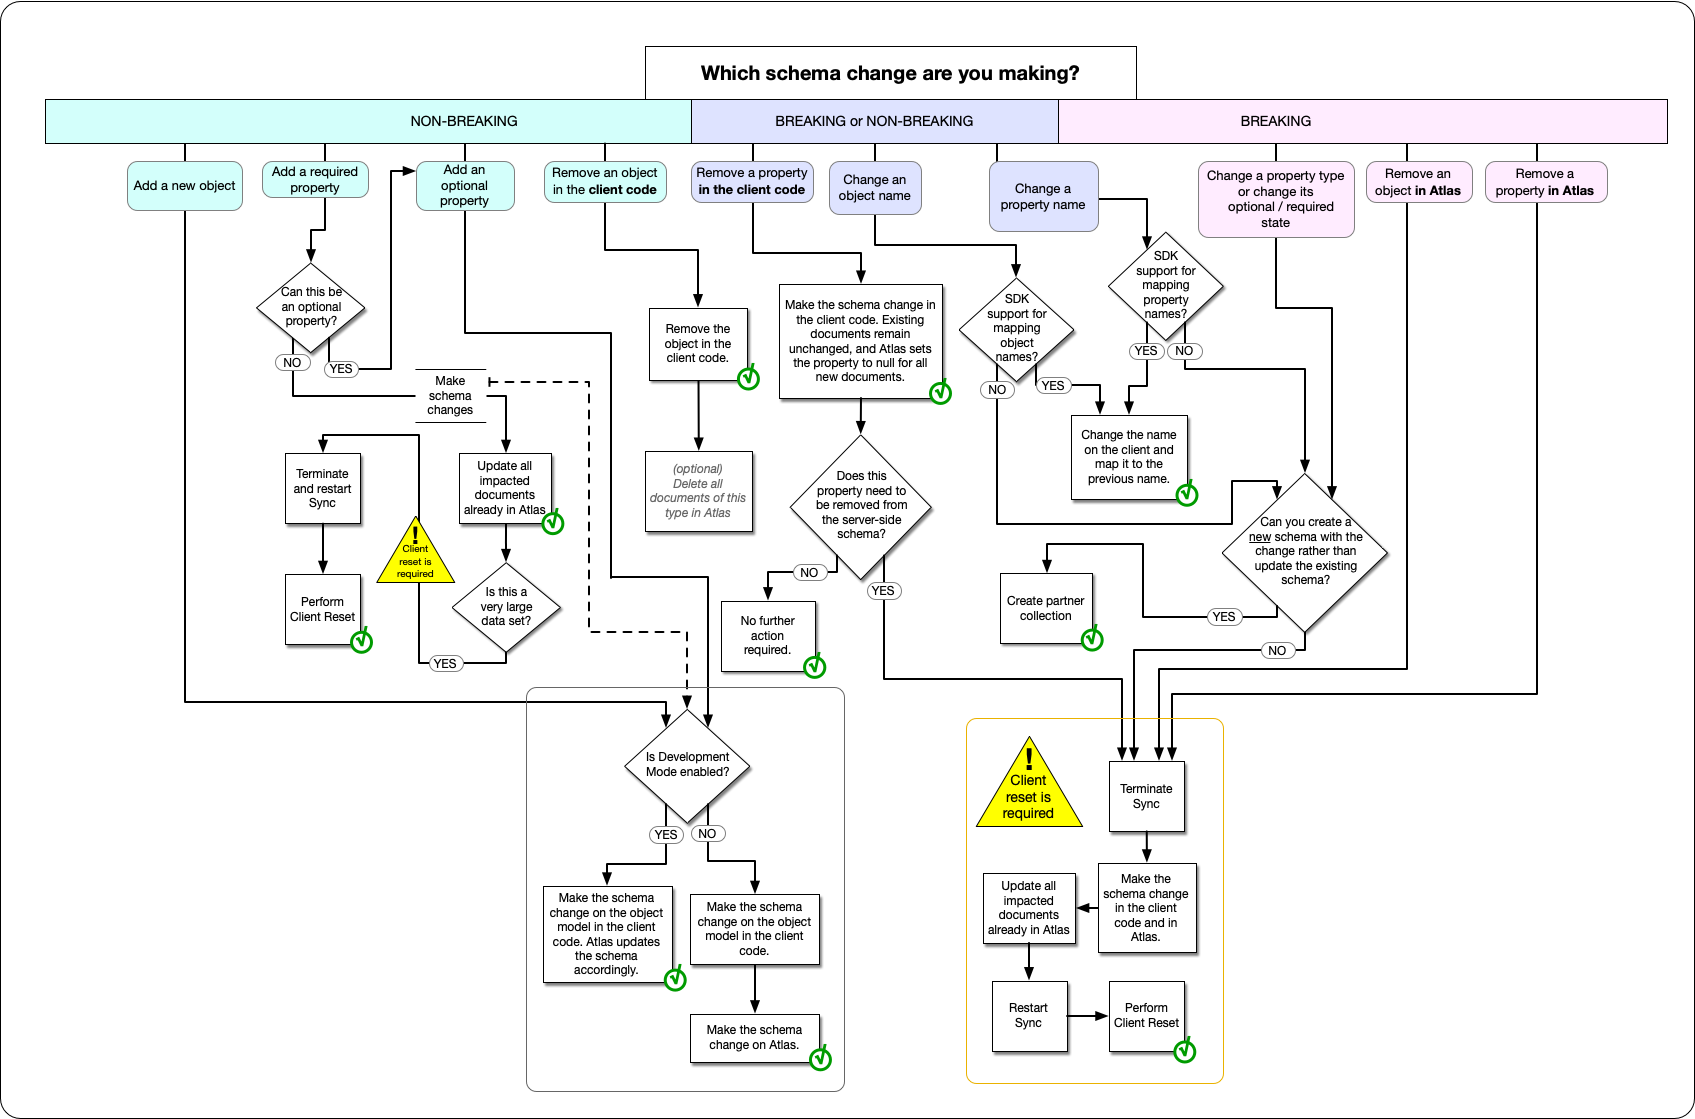 Which schema change are you making?
NON-BREAKING
BREAKING or NON-BREAKING
BREAKING
Add a new object
Add a required
property
Add an
optional
property
Remove an object
in the client code
Remove a property
in the client code
Change an
object name
Change a
property name
Change a property type
or change its
optional / required
state
Remove an
object in Atlas
Remove a
property in Atlas
Can this be
an optional
property?
NO
YES
Make
schema
changes
Terminate
and restart
Sync
Perform
Client Reset
!
Client
reset is
required
Update all
impacted
documents
already in Atlas
Is this a
very large
data set?
YES
Remove the
object in the
client code.
(optional)
Delete all
documents of this
type in Atlas
Make the schema change in
the client code. Existing
documents remain
unchanged, and Atlas sets
the property to null for all
new documents.
Does this
property need to
be removed from
the server-side
schema?
NO
YES
No further
action
required.
SDK
support for
mapping
object
names?
NO
YES
SDK
support for
mapping
property
names?
YES
NO
Change the name
on the client and
map it to the
previous name.
Can you create a
new schema with the
change rather than
update the existing
schema?
YES
NO
Create partner
collection
Is Development
Mode enabled?
YES
NO
Make the schema
change on the object
model in the client
code. Atlas updates
the schema
accordingly.
Make the schema
change on the object
model in the client
code.
Make the schema
change on Atlas.
!
Client
reset is
required
Terminate
Sync
Make the
schema change
in the client
code and in
Atlas.
Update all
impacted
documents
already in Atlas
Restart
Sync
Perform
Client Reset